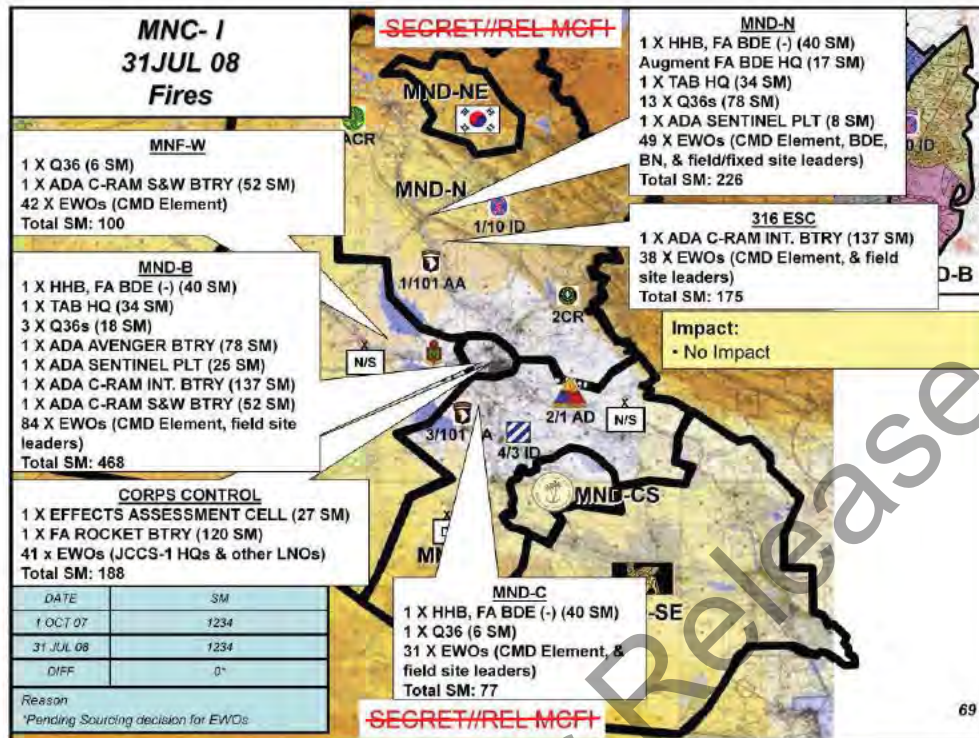 MNC- I
31JUL 08
Fires
SECRET//REL MCFI
MND-N
1 X HHB, FA BDE (-) (40 SM)
Augment FA BDE HQ (17 SM)
1 X TAB HQ (34 SM)
13 X Q36s (78 SM)
1 X ADA SENTINEL PLT (8 SM)
49 X EWOs (CMD Element, BDE,
BN, & field/fixed site leaders)
Total SM: 226
MND-NE
ACR
MNF-W
1 X Q36 (6 SM)
1 X ADA C-RAM S&W BTRY (52 SM)
42 X EWOs (CMD Element)
Total SM: 100
MND-N
1/10 ID
1/101 AA
2CR
316 ESC
1 X ADA C-RAM INT. BTRY (137 SM)
38 X EWOs (CMD Element, & field
site leaders)
Total SM: 175
D-B
MND-B
1 X HHB, FA BDE (-) (40 SM)
1 X TAB HQ (34 SM)
3 X Q36s (18 SM)
1 X ADA AVENGER BTRY (78 SM)
1 X ADA SENTINEL PLT (25 SM)
1 X ADA C-RAM INT. BTRY (137 SM)
1 X ADA C-RAM S&W BTRY (52 SM)
84 X EWOs (CMD Element, field site
leaders)
Total SM: 468
Impact:
• No Impact
X
N/S
2/1 AD
X
N/S
3/101 AA
4/3 ID
MND-CS
CORPS CONTROL
1 X EFFECTS ASSESSMENT CELL (27 SM)
1 X FA ROCKET BTRY (120 SM)
41 x EWOs (JCCS-1 HQs & other LNOs)
Total SM: 188
-SE
MND-C
1 X HHB, FA BDE (-) (40 SM)
1 X Q36 (6 SM)
31 X EWOs (CMD Element, &
field site leaders)
Total SM: 77
DATE SM
1 OCT 07 1234
31 JUL 08 1234
DIFF 0*
Reason
*Pending Sourcing decision for EWOs
SECRET//REL MCFI
69
Release